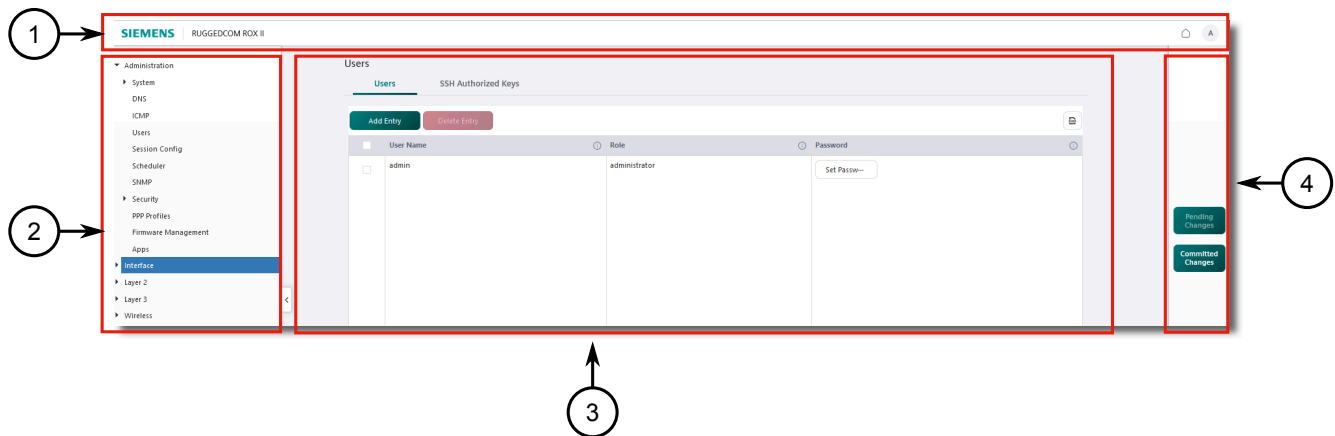 1
SIEMENS RUGGEDCOM ROX II A
2
Administration
System
DNS
ICMP
Users
Session Config
Scheduler
SNMP
Security
PPP Profiles
Firmware Management
Apps
Interface
Layer 2
Layer 3
Wireless
Users
Users SSH Authorized Keys
Add Entry Delete Entry
User Name Role Password
admin administrator Set Passw···
3
Pending
Changes
Committed
Changes
4